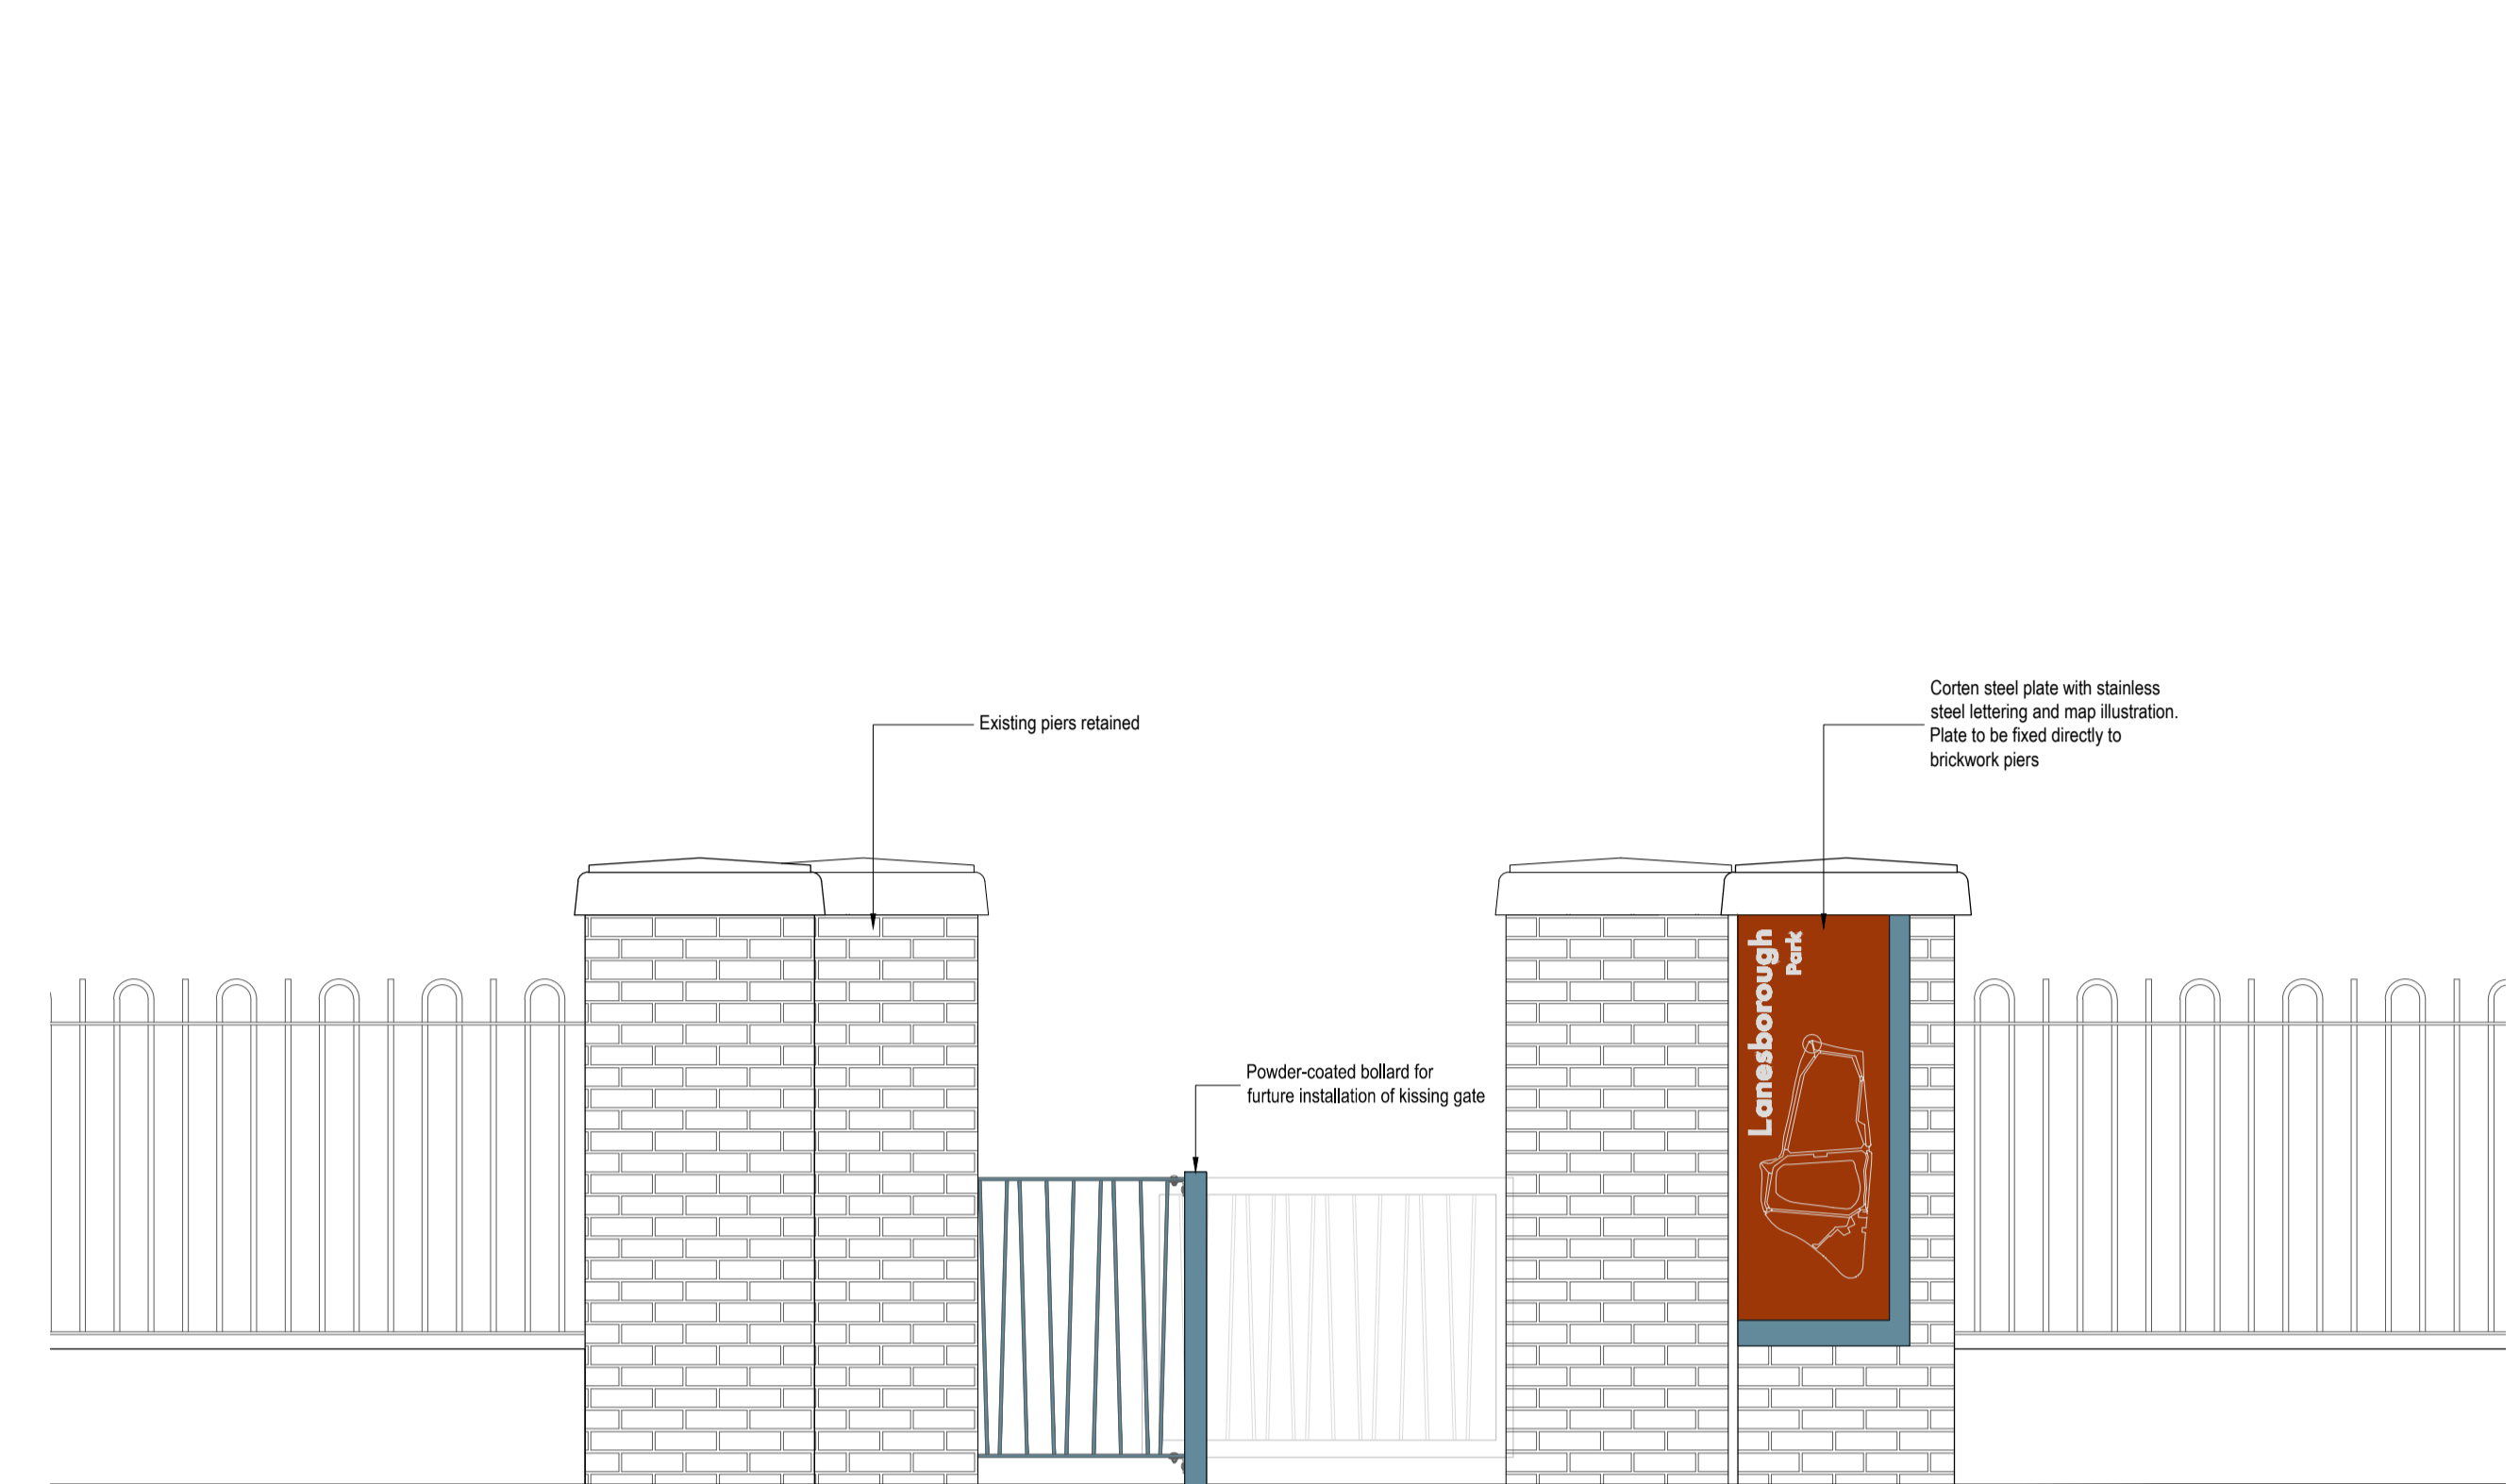 Corten steel plate with stainless
steel lettering and map illustration.
Plate to be fixed directly to
brickwork piers
Existing piers retained
Lanesborough
Park
Powder-coated bollard for
furture installation of kissing gate